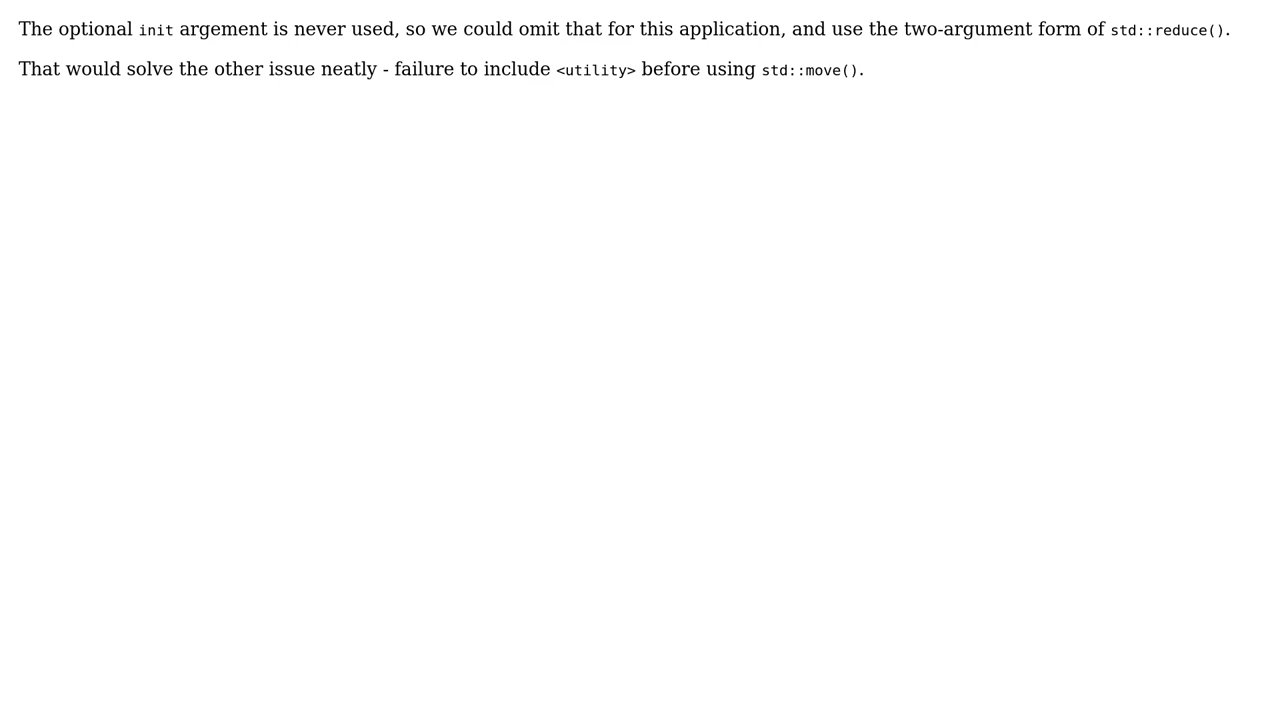 The optional init argement is never used, so we could omit that for this application, and use the two-argument form of std::reduce().
That would solve the other issue neatly - failure to include <utility> before using std::move().